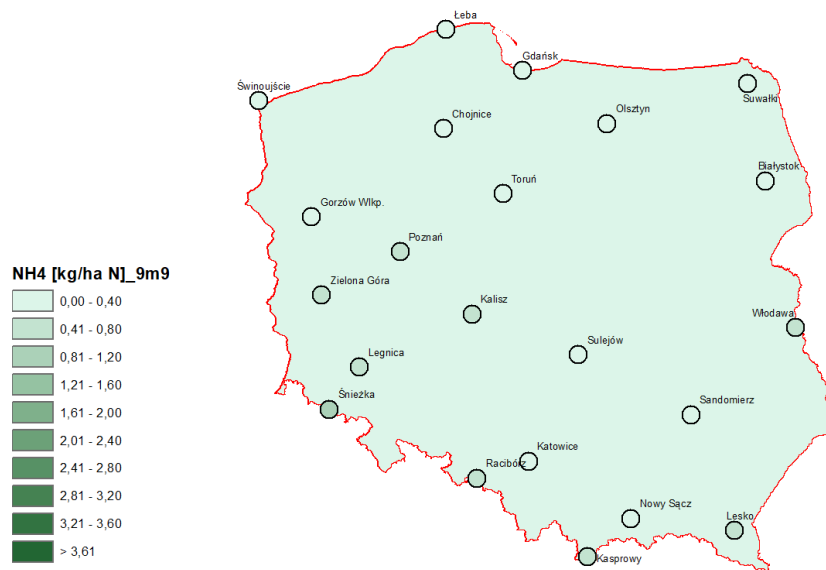 Łeba
Gdańsk
Świnoujście
Suwałki
Chojnice
Olsztyn
Białystok
Toruń
Gorzów Wlkp.
Poznań
NH4 [kg/ha N]_9m9
0,00 - 0,40
0,41 - 0,80
0,81 - 1,20
1,21 - 1,60
1,61 - 2,00
2,01 - 2,40
2,41 - 2,80
2,81 - 3,20
3,21 - 3,60
> 3,61
Zielona Góra
Kalisz
Włodawa
Sulejów
Legnica
Śnieżka
Sandomierz
Katowice
Racibórz
Nowy Sącz
Lesko
Kasprowy